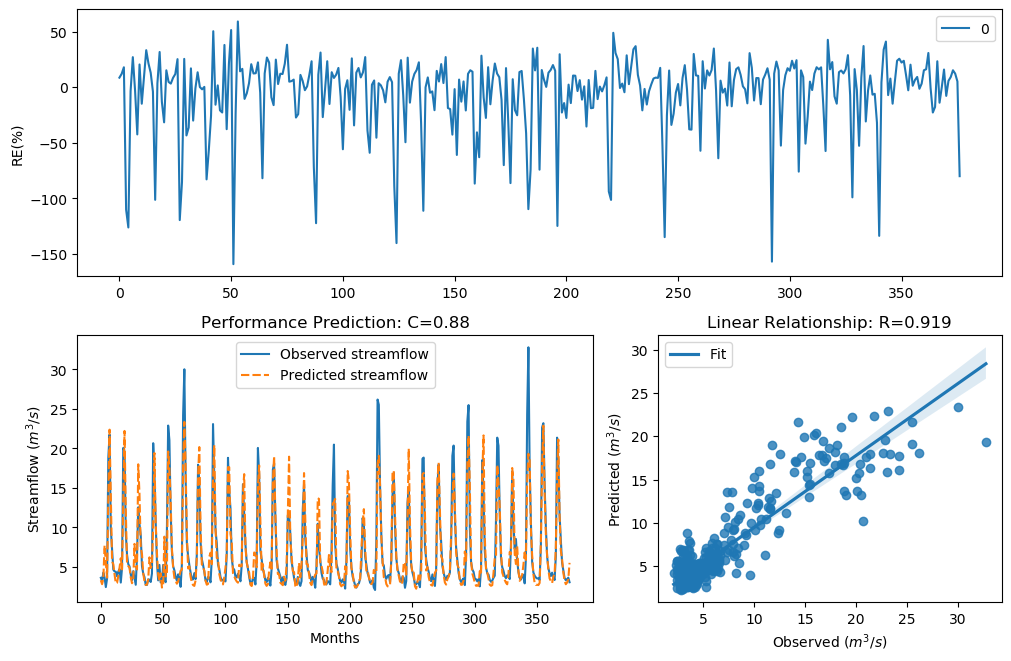 50
0
−50
−100
−150
RE(%)
0
0 50 100 150 200 250 300 350
Performance Prediction: C=0.88
Observed streamflow
Predicted streamflow
30
25
20
15
10
5
Streamflow (m³/s)
0 50 100 150 200 250 300 350
Months
Linear Relationship: R=0.919
Fit
30
25
20
15
10
5
Predicted (m³/s)
5 10 15 20 25 30
Observed (m³/s)